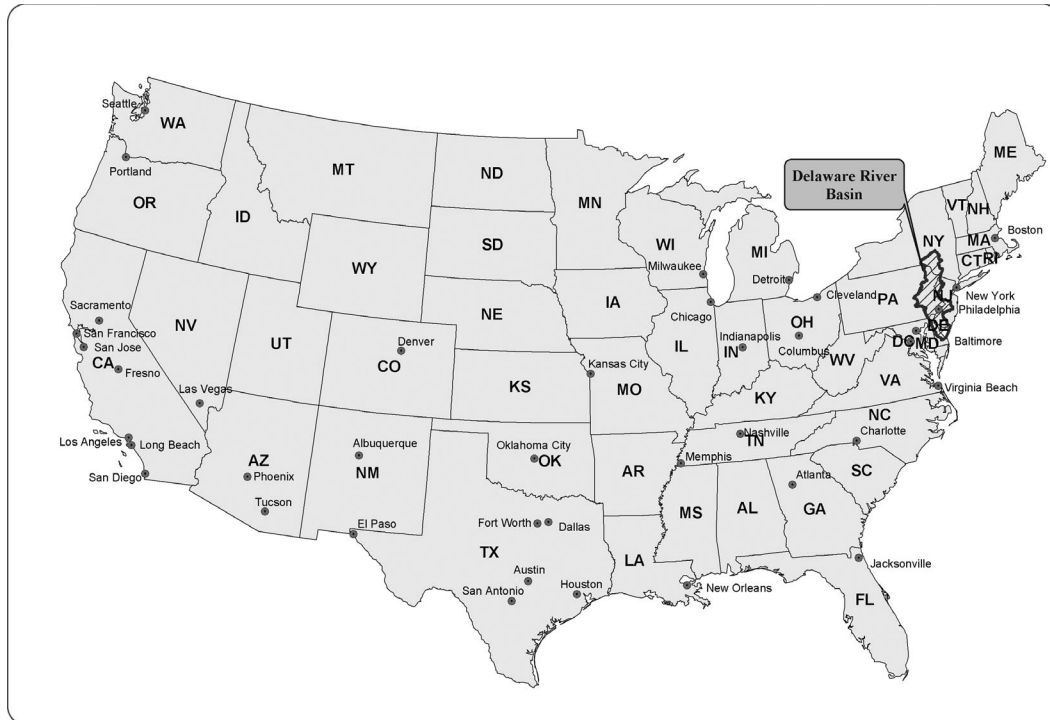 Seattle
WA
Portland
OR
ID
MT
ND
MN
SD
WY
NE
IA
WI
Milwaukee
MI
Detroit
Chicago
Delaware River
Basin
ME
VT
NH
NY
MA
Boston
CT
RI
PA
Cleveland
New York
Philadelphia
Sacramento
San Francisco
San Jose
CA
Fresno
NV
Las Vegas
UT
Denver
CO
KS
Kansas City
MO
IL
Indianapolis
IN
OH
Columbus
WV
DC
MD
DE
Baltimore
VA
Virginia Beach
KY
Los Angeles
Long Beach
San Diego
AZ
Phoenix
Tucson
Albuquerque
NM
El Paso
Oklahoma City
OK
AR
Nashville
TN
Memphis
NC
Charlotte
SC
Atlanta
GA
AL
MS
Fort Worth
Dallas
TX
Austin
San Antonio
Houston
LA
New Orleans
Jacksonville
FL